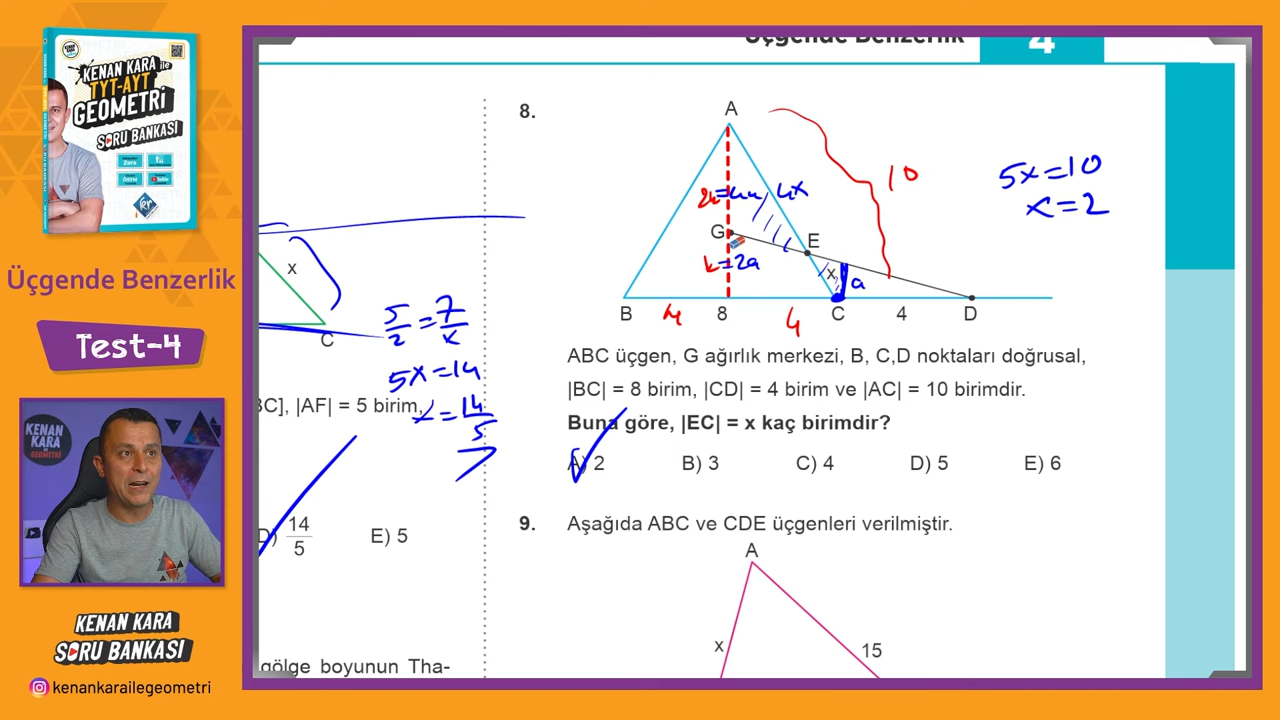 KENAN KARA ile
TYT-AYT
GEOMETRİ
SORU BANKASI
Üçgende Benzerlik
Test-4
KENAN KARA
KENAN KARA
SORU BANKASI
kenankarailegeometri
Üçgende Benzerlik
4
x
C
5/2 = 7/x
5x = 14
x = 14/5
BC], |AF| = 5 birim,
D) 14/5
E) 5
gölge boyunun Tha-
8.
A
4x
10
5x=10
x=2
G
E
k=2a
x
a
B
4
8
4
C
4
D
ABC üçgen, G ağırlık merkezi, B, C,D noktaları doğrusal,
|BC| = 8 birim, |CD| = 4 birim ve |AC| = 10 birimdir.
Buna göre, |EC| = x kaç birimdir?
A) 2 B) 3 C) 4 D) 5 E) 6
9. Aşağıda ABC ve CDE üçgenleri verilmiştir.
A
x
15